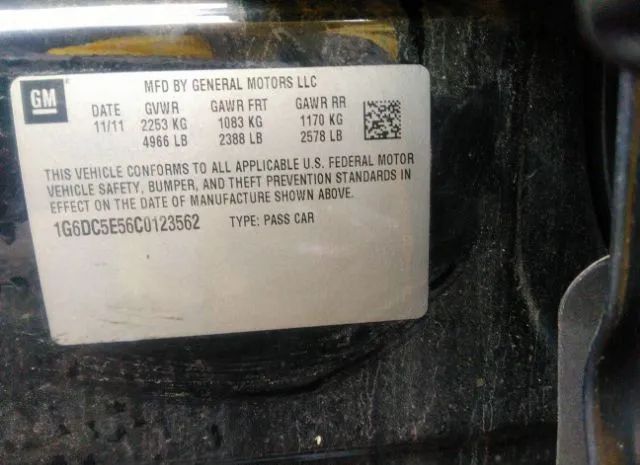 GM
MFD BY GENERAL MOTORS LLC
DATE GVWR GAWR FRT GAWR RR
11/11 2253 KG 1083 KG 1170 KG
4966 LB 2388 LB 2578 LB
THIS VEHICLE CONFORMS TO ALL APPLICABLE U.S. FEDERAL MOTOR
VEHICLE SAFETY, BUMPER, AND THEFT PREVENTION STANDARDS IN
EFFECT ON THE DATE OF MANUFACTURE SHOWN ABOVE.
1G6DC5E56C0123562 TYPE: PASS CAR